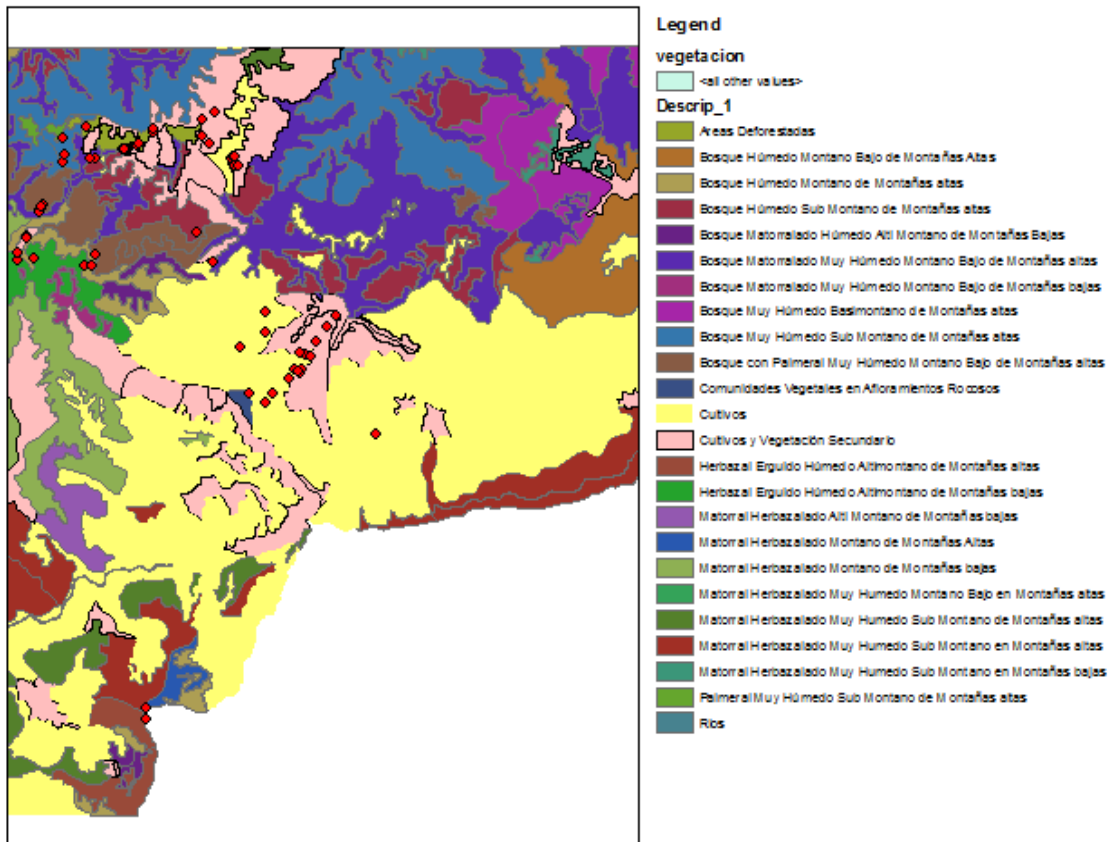 Legend
vegetacion
<all other values>
Descrip_1
Areas Deforestadas
Bosque Húmedo Montano Bajo de Montañas Altas
Bosque Húmedo Montano de Montañas altas
Bosque Húmedo Sub Montano de Montañas altas
Bosque Matorralado Húmedo Alti Montano de Montañas Bajas
Bosque Matorralado Muy Húmedo Montano Bajo de Montañas altas
Bosque Matorralado Muy Húmedo Montano Bajo de Montañas bajas
Bosque Muy Húmedo Basimontano de Montañas altas
Bosque Muy Húmedo Sub Montano de Montañas altas
Bosque con Palmeral Muy Húmedo Montano Bajo de Montañas altas
Comunidades Vegetales en Afloramientos Rocosos
Cultivos
Cultivos y Vegetación Secundario
Herbazal Erguido Húmedo Altimontano de Montañas altas
Herbazal Erguido Húmedo Altimontano de Montañas bajas
Matorral Herbazalado Alti Montano de Montañas bajas
Matorral Herbazalado Montano de Montañas Altas
Matorral Herbazalado Montano de Montañas bajas
Matorral Herbazalado Muy Humedo Montano Bajo en Montañas altas
Matorral Herbazalado Muy Humedo Sub Montano de Montañas altas
Matorral Herbazalado Muy Humedo Sub Montano en Montañas altas
Matorral Herbazalado Muy Humedo Sub Montano en Montañas bajas
Palmeral Muy Húmedo Sub Montano de Montañas altas
Rios